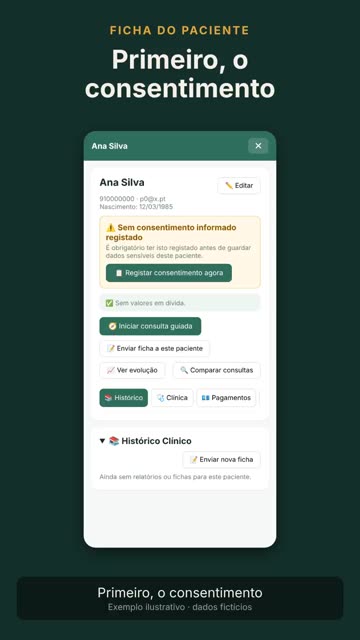 FICHA DO PACIENTE
Primeiro, o
consentimento
Ana Silva
✕
Ana Silva
✏️ Editar
910000000 · p0@x.pt
Nascimento: 12/03/1985
⚠️ Sem consentimento informado
registado
É obrigatório ter isto registado antes de guardar
dados sensíveis deste paciente.
📋 Registar consentimento agora
✅ Sem valores em dívida.
🧭 Iniciar consulta guiada
📝 Enviar ficha a este paciente
📈 Ver evolução
🔍 Comparar consultas
📚 Histórico
🩺 Clínica
💶 Pagamentos
▼ 📚 Histórico Clínico
📝 Enviar nova ficha
Ainda sem relatórios ou fichas para este paciente.
Primeiro, o consentimento
Exemplo ilustrativo · dados fictícios